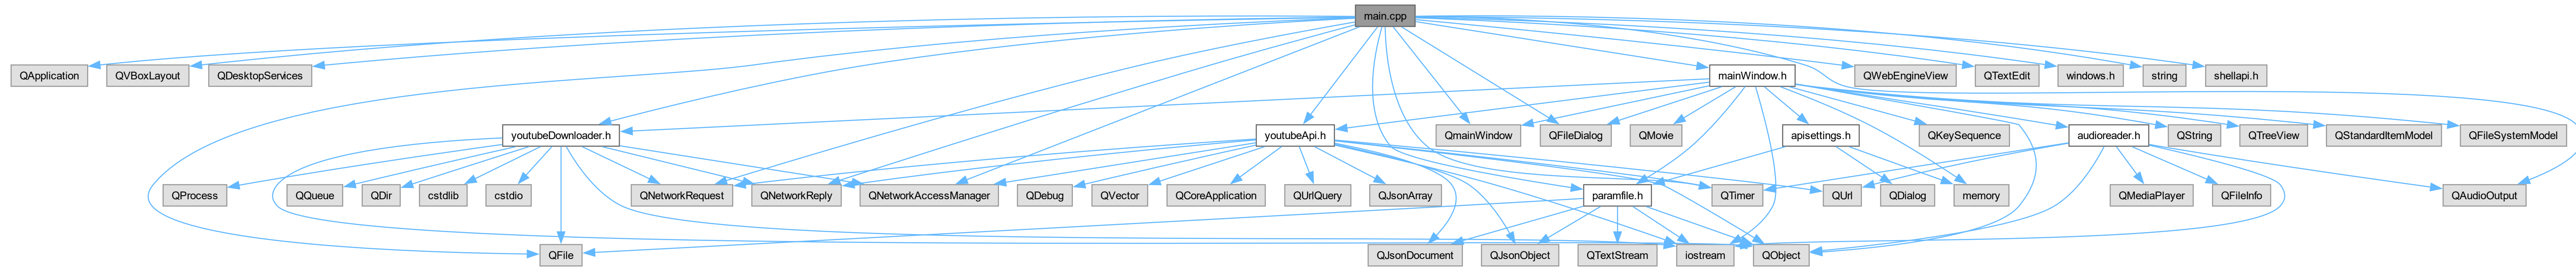 main.cpp
QApplication
QVBoxLayout
QDesktopServices
mainWindow.h
QWebEngineView
QTextEdit
windows.h
string
shellapi.h
youtubeDownloader.h
youtubeApi.h
QmainWindow
QFileDialog
QMovie
apisettings.h
QKeySequence
audioreader.h
QString
QTreeView
QStandardItemModel
QFileSystemModel
QProcess
QQueue
QDir
cstdlib
cstdio
QNetworkRequest
QNetworkReply
QNetworkAccessManager
QDebug
QVector
QCoreApplication
QUrlQuery
QJsonArray
paramfile.h
QTimer
QUrl
QDialog
memory
QMediaPlayer
QFileInfo
QAudioOutput
QFile
QJsonDocument
QJsonObject
QTextStream
iostream
QObject